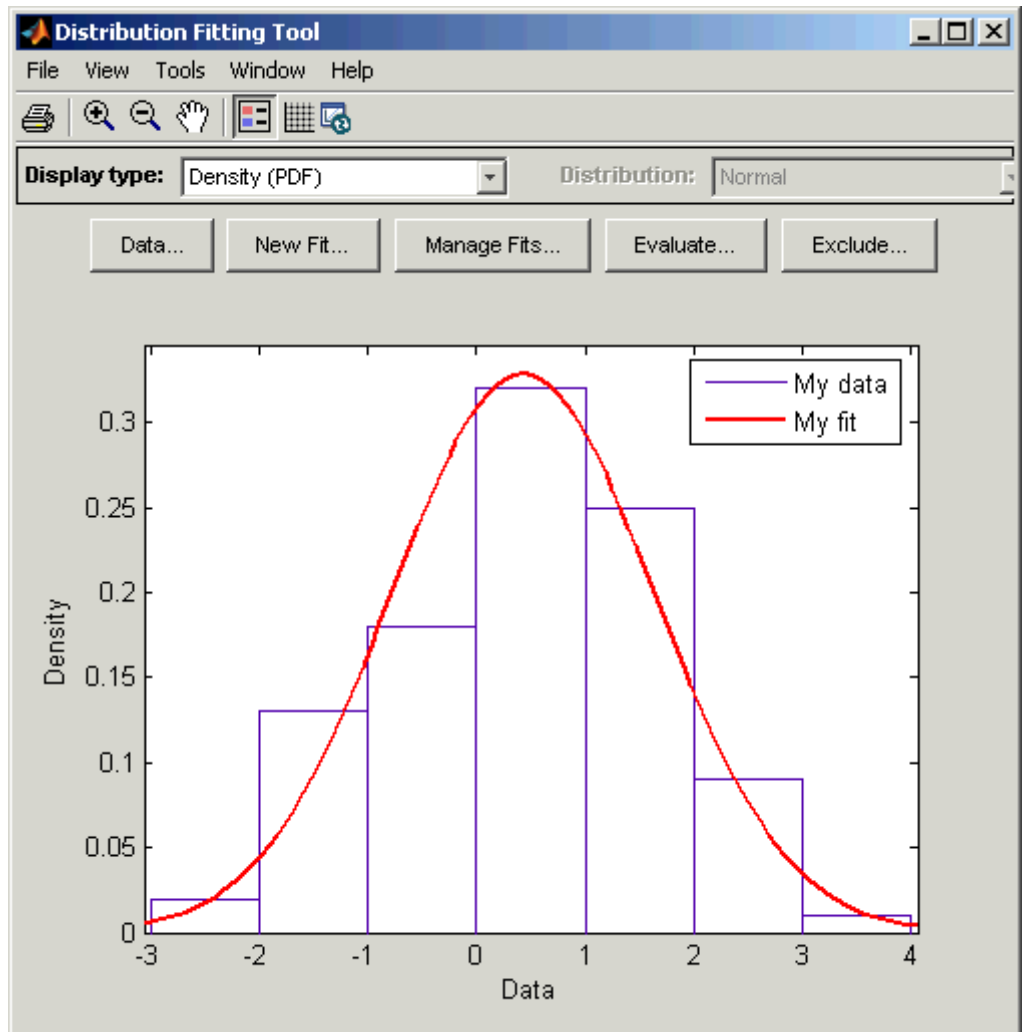 Distribution Fitting Tool
File View Tools Window Help
Display type: Density (PDF) Distribution: Normal
Data... New Fit... Manage Fits... Evaluate... Exclude...
My data
My fit
0.3
0.25
0.2
0.15
0.1
0.05
0
Density
-3 -2 -1 0 1 2 3 4
Data